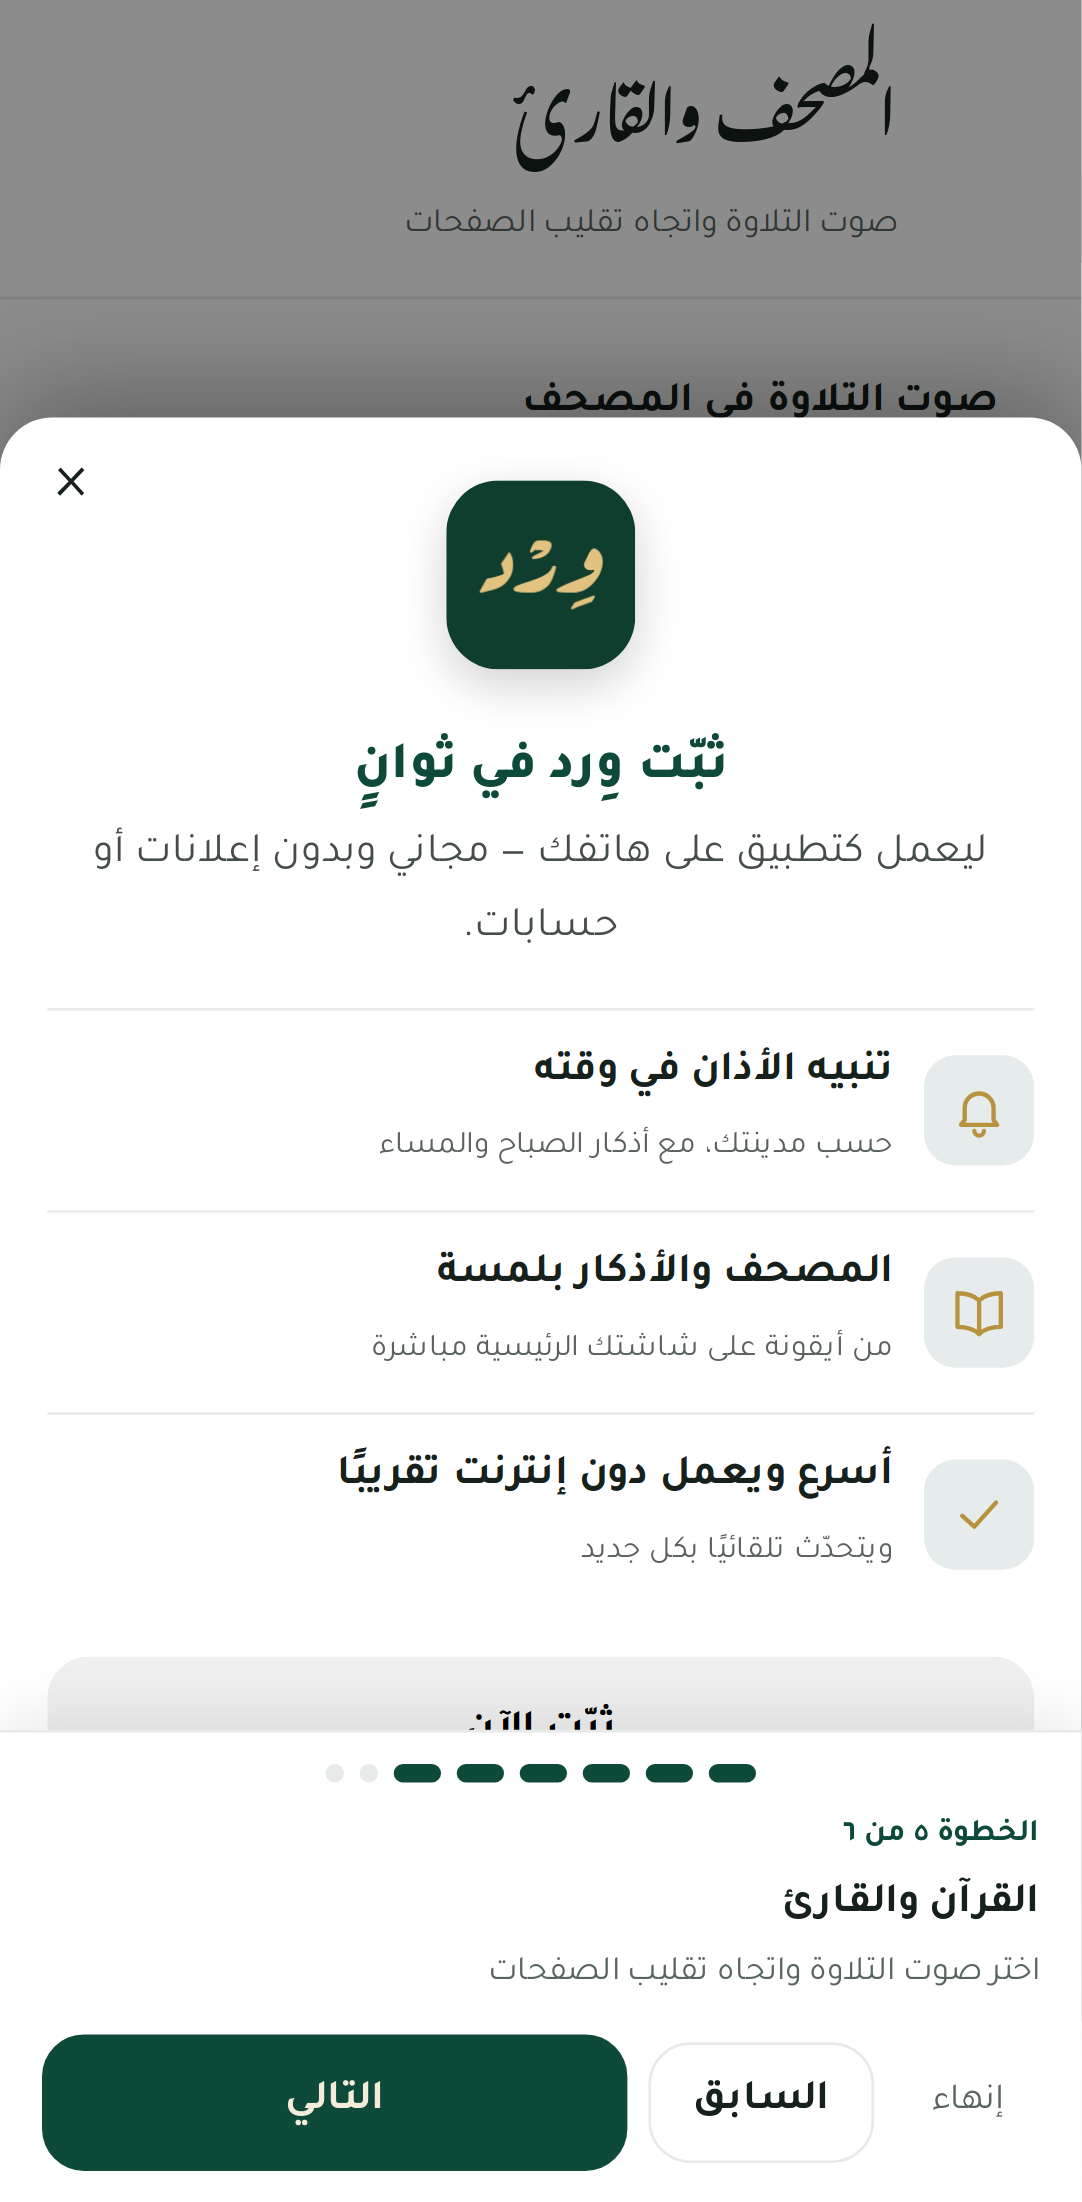 المصحف والقارئ
صوت التلاوة واتجاه تقليب الصفحات
صوت التلاوة في المصحف
وِرْد
ثبّت وِرد في ثوانٍ
ليعمل كتطبيق على هاتفك – مجاني وبدون إعلانات أو
حسابات.
تنبيه الأذان في وقته
حسب مدينتك، مع أذكار الصباح والمساء
المصحف والأذكار بلمسة
من أيقونة على شاشتك الرئيسية مباشرة
أسرع ويعمل دون إنترنت تقريبًا
ويتحدّث تلقائيًا بكل جديد
ثبّت الآن
الخطوة ٥ من ٦
القرآن والقارئ
اختر صوت التلاوة واتجاه تقليب الصفحات
إنهاء
السابق
التالي